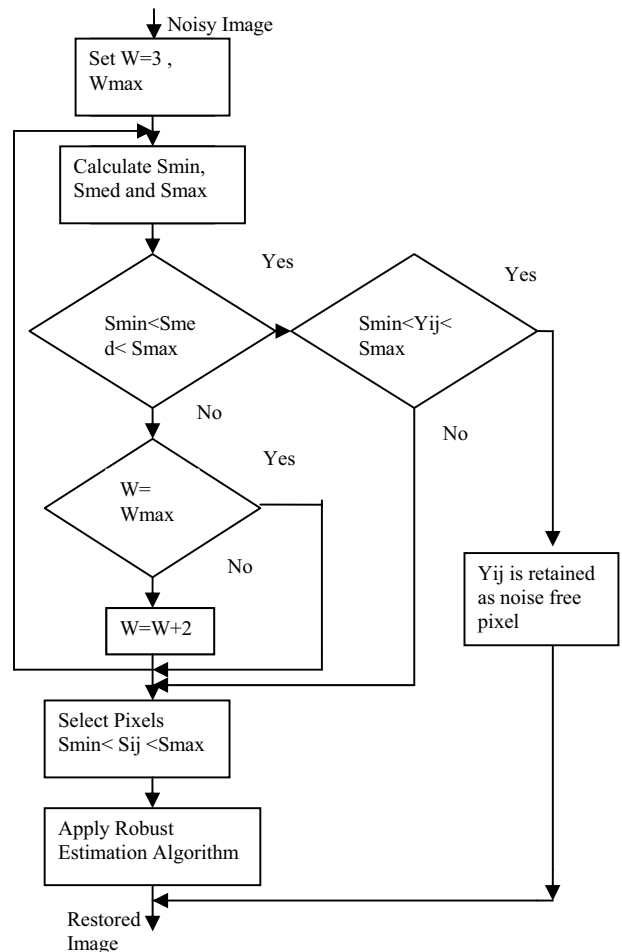 Noisy Image
Set W=3 ,
Wmax
Calculate Smin,
Smed and Smax
Yes
Yes
Smin<Sme
d< Smax
Smin<Yij<
Smax
No
No
Yes
W=
Wmax
No
Yij is retained
as noise free
pixel
W=W+2
Select Pixels
Smin< Sij <Smax
Apply Robust
Estimation Algorithm
Restored
Image